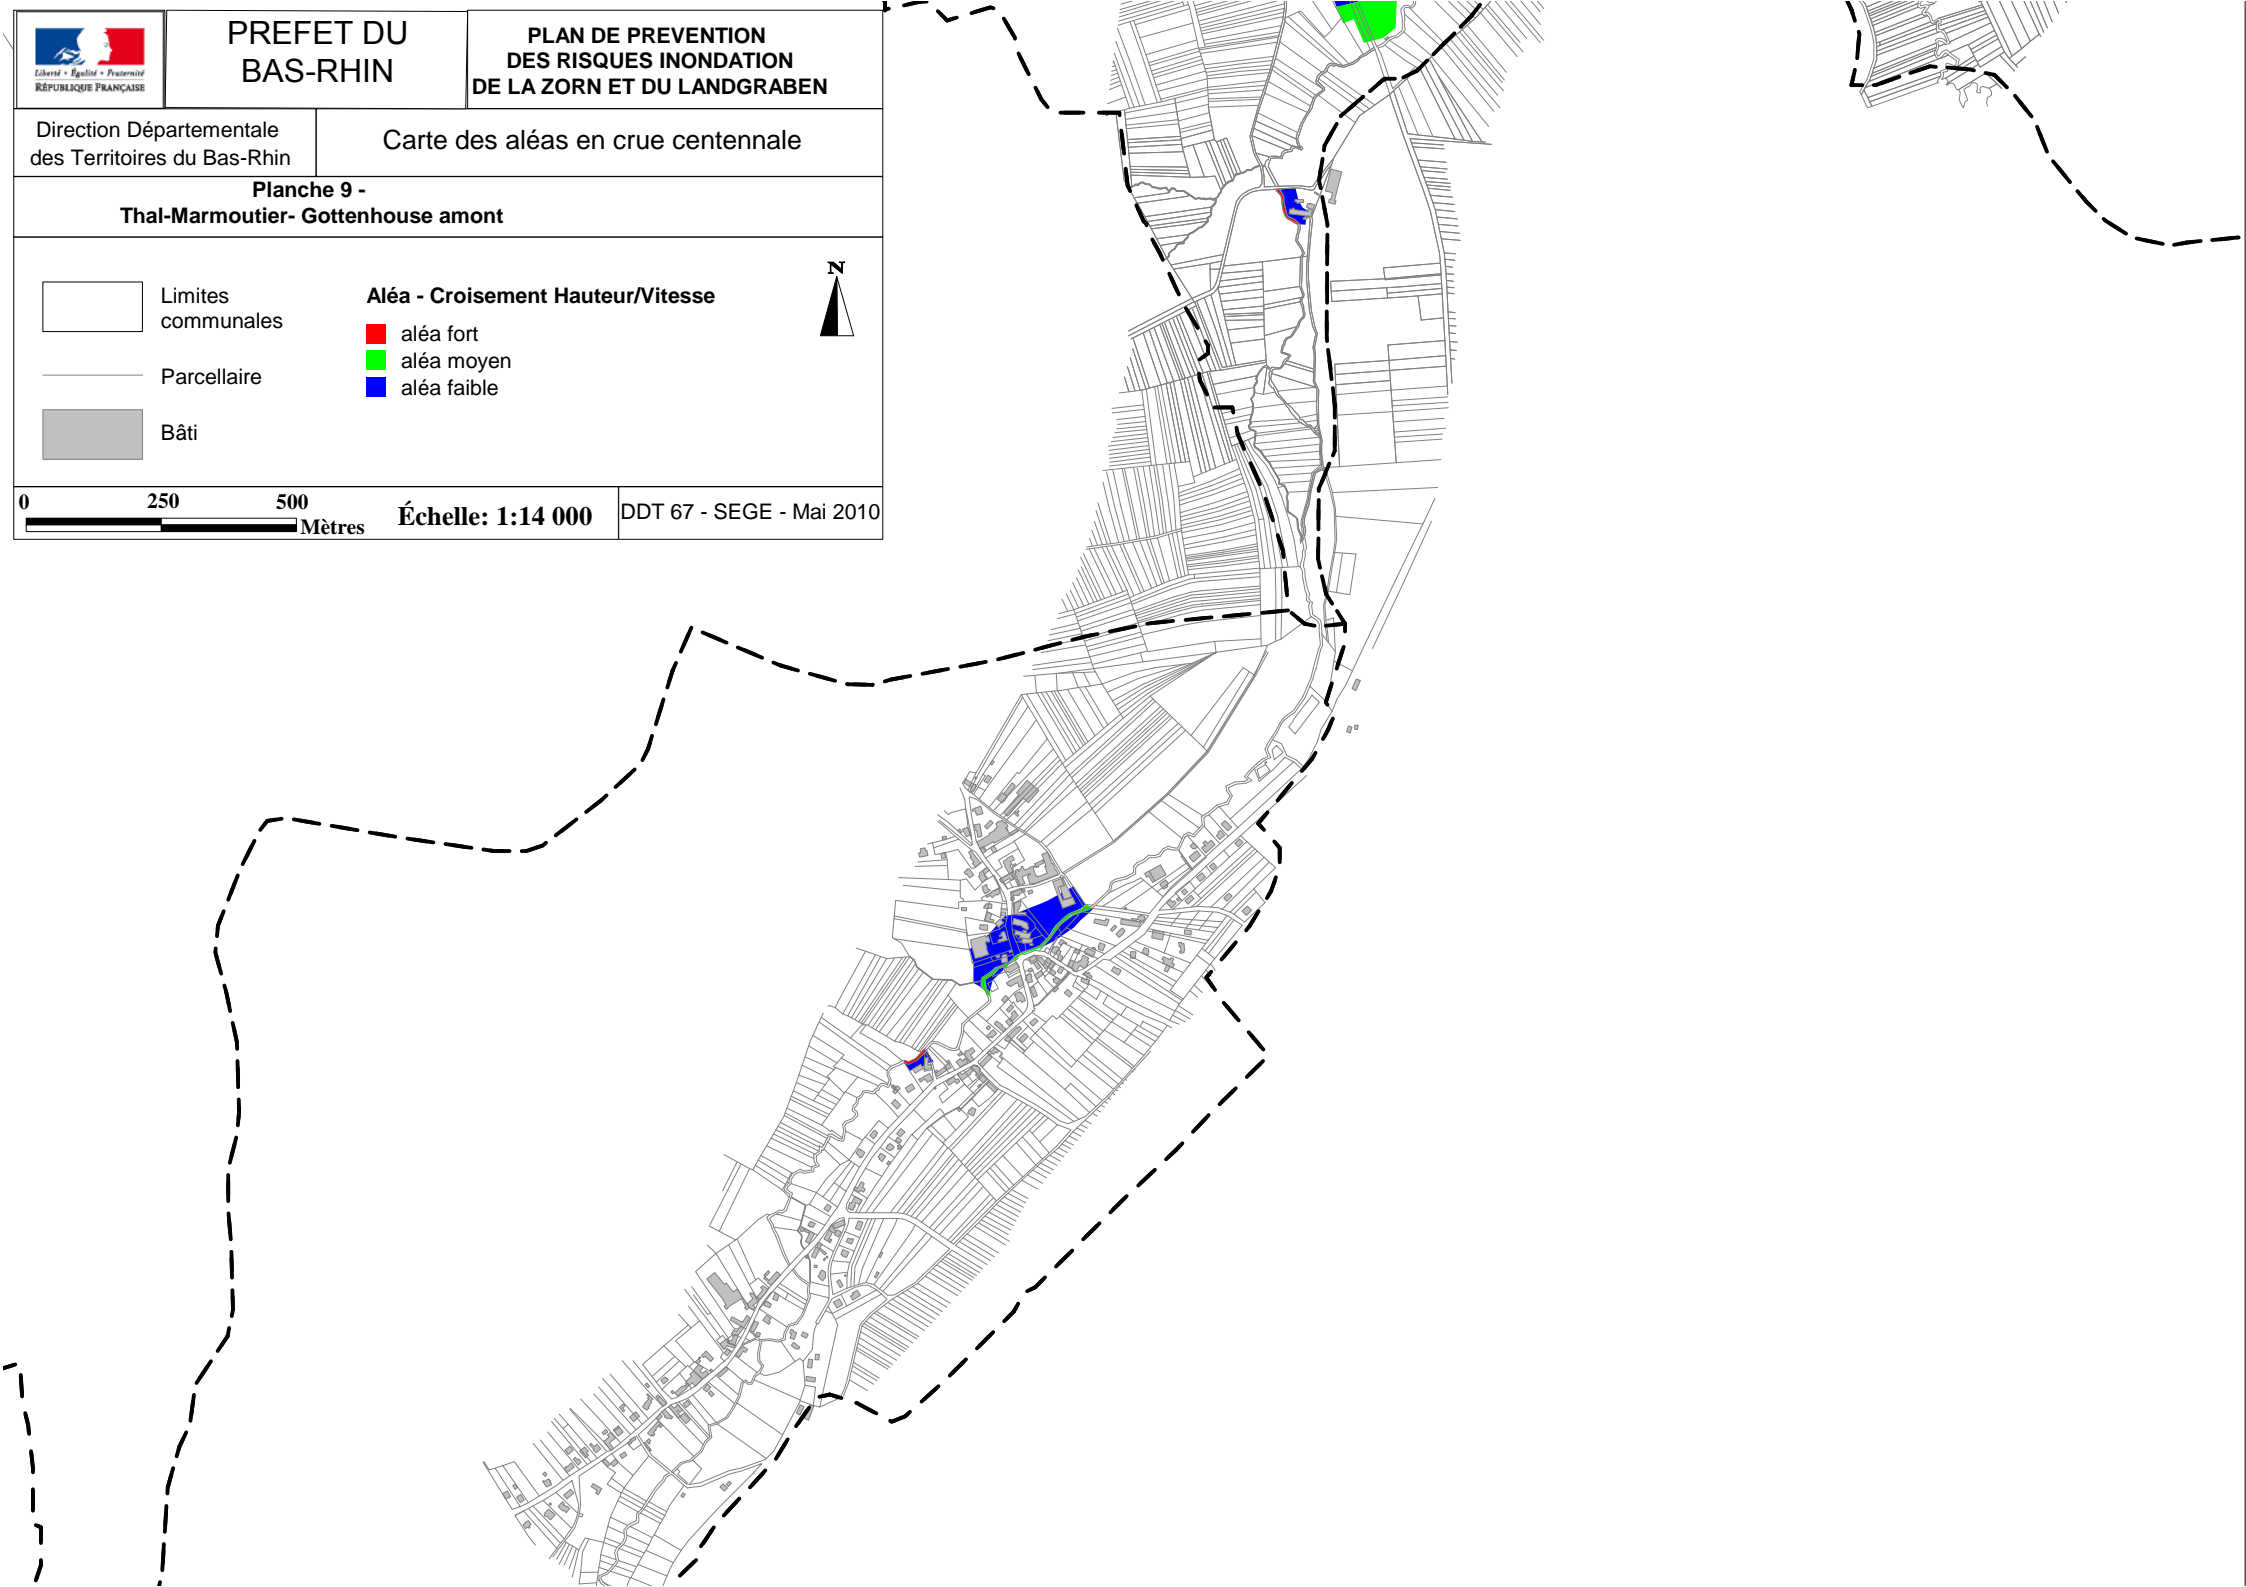 Liberté • Égalité • Fraternité
RÉPUBLIQUE FRANÇAISE
PREFET DU
BAS-RHIN
PLAN DE PREVENTION
DES RISQUES INONDATION
DE LA ZORN ET DU LANDGRABEN
Direction Départementale
des Territoires du Bas-Rhin
Carte des aléas en crue centennale
Planche 9 -
Thal-Marmoutier- Gottenhouse amont
Limites
communales
Parcellaire
Bâti
Aléa - Croisement Hauteur/Vitesse
aléa fort
aléa moyen
aléa faible
N
0 250 500
Mètres
Échelle: 1:14 000
DDT 67 - SEGE - Mai 2010